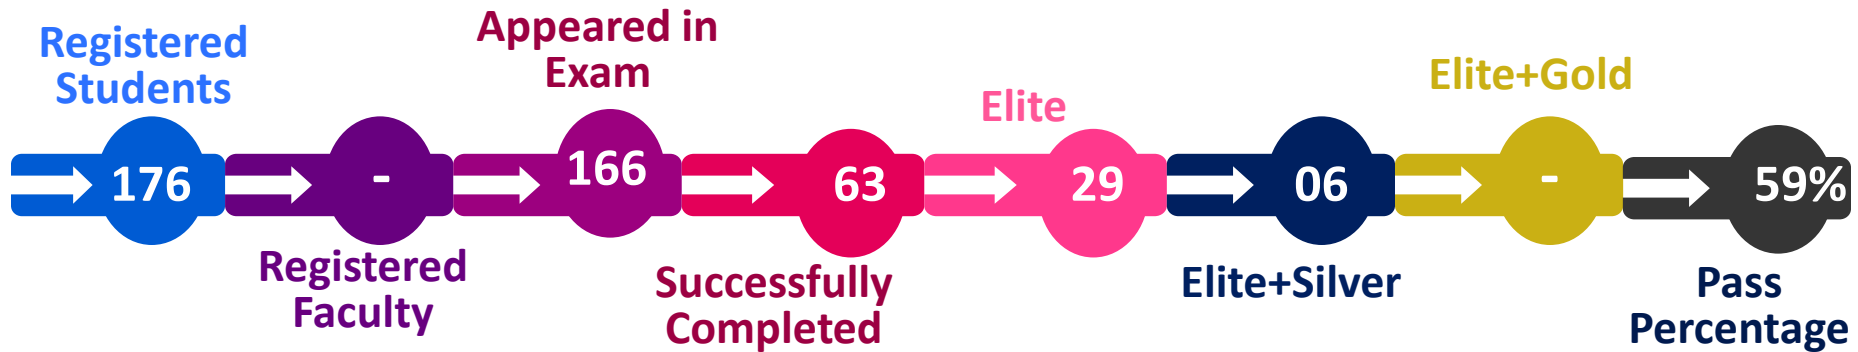 Registered
Students
176
Registered
Faculty
-
Appeared in
Exam
166
Successfully
Completed
63
Elite
29
Elite+Silver
06
Elite+Gold
-
Pass
Percentage
59%